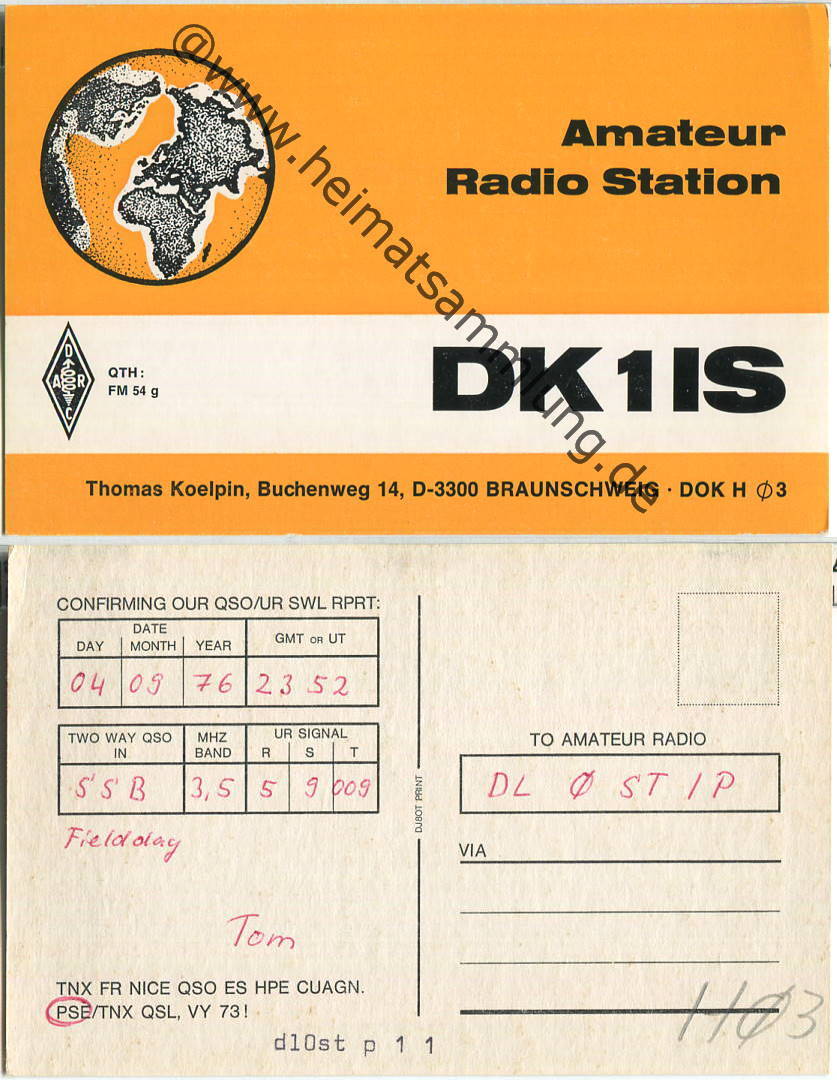 @www.heimatsammlung.de
Amateur
Radio Station
D
A R
C
QTH:
FM 54 g
DK1IS
Thomas Koelpin, Buchenweg 14, D-3300 BRAUNSCHWEIG · DOK H Ø3
CONFIRMING OUR QSO/UR SWL RPRT:
DATE
DAY MONTH YEAR GMT OR UT
04 09 76 2352
TWO WAY QSO IN MHZ BAND UR SIGNAL
R S T
SSB 3,5 5 9 009
Fieldday
Tom
TNX FR NICE QSO ES HPE CUAGN.
PSE/TNX QSL, VY 73!
DJ8OT PRINT
TO AMATEUR RADIO
DL Ø ST / P
VIA
HØ3
dl0st p 1 1